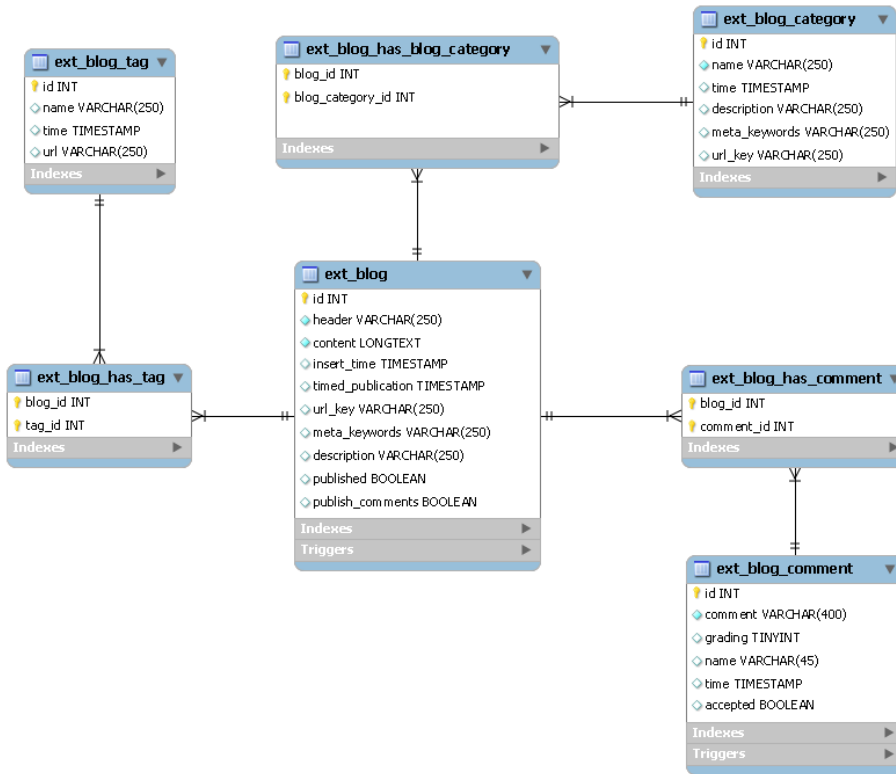 ext_blog_tag
id INT
name VARCHAR(250)
time TIMESTAMP
url VARCHAR(250)
Indexes
ext_blog_has_blog_category
blog_id INT
blog_category_id INT
Indexes
ext_blog_category
id INT
name VARCHAR(250)
time TIMESTAMP
description VARCHAR(250)
meta_keywords VARCHAR(250)
url_key VARCHAR(250)
Indexes
ext_blog
id INT
header VARCHAR(250)
content LONGTEXT
insert_time TIMESTAMP
timed_publication TIMESTAMP
url_key VARCHAR(250)
meta_keywords VARCHAR(250)
description VARCHAR(250)
published BOOLEAN
publish_comments BOOLEAN
Indexes
Triggers
ext_blog_has_tag
blog_id INT
tag_id INT
Indexes
ext_blog_has_comment
blog_id INT
comment_id INT
Indexes
ext_blog_comment
id INT
comment VARCHAR(400)
grading TINYINT
name VARCHAR(45)
time TIMESTAMP
accepted BOOLEAN
Indexes
Triggers